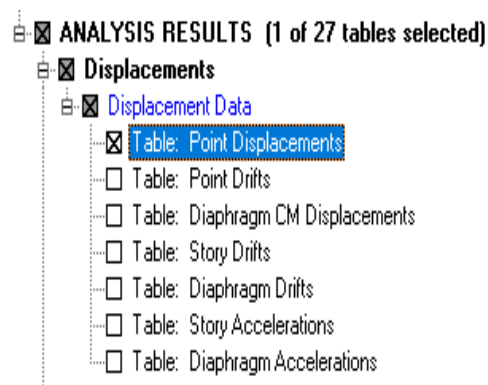 ANALYSIS RESULTS (1 of 27 tables selected)
Displacements
Displacement Data
Table: Point Displacements
Table: Point Drifts
Table: Diaphragm CM Displacements
Table: Story Drifts
Table: Diaphragm Drifts
Table: Story Accelerations
Table: Diaphragm Accelerations